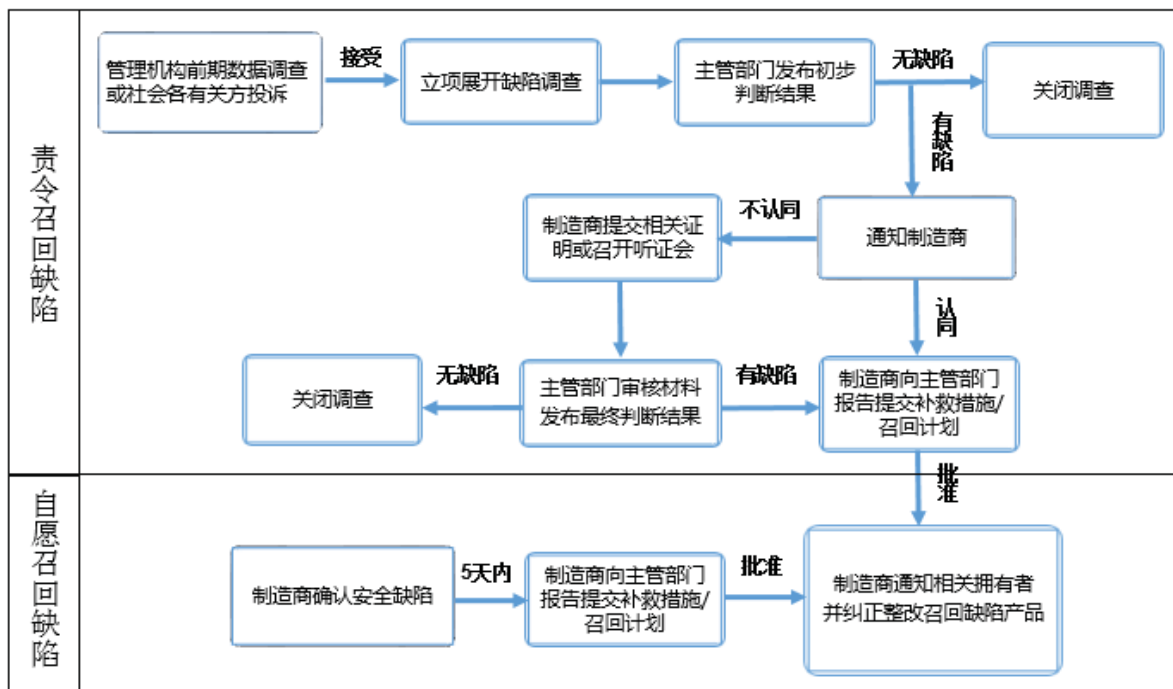 责令召回缺陷
管理机构前期数据调查
或社会各有关方投诉
接受
立项展开缺陷调查
主管部门发布初步
判断结果
无缺陷
关闭调查
有缺陷
通知制造商
不认同
制造商提交相关证
明或召开听证会
认同
主管部门审核材料
发布最终判断结果
无缺陷
关闭调查
有缺陷
制造商向主管部门
报告提交补救措施/
召回计划
批准
自愿召回缺陷
制造商确认安全缺陷
5天内
制造商向主管部门
报告提交补救措施/
召回计划
批准
制造商通知相关拥有者
并纠正整改召回缺陷产品